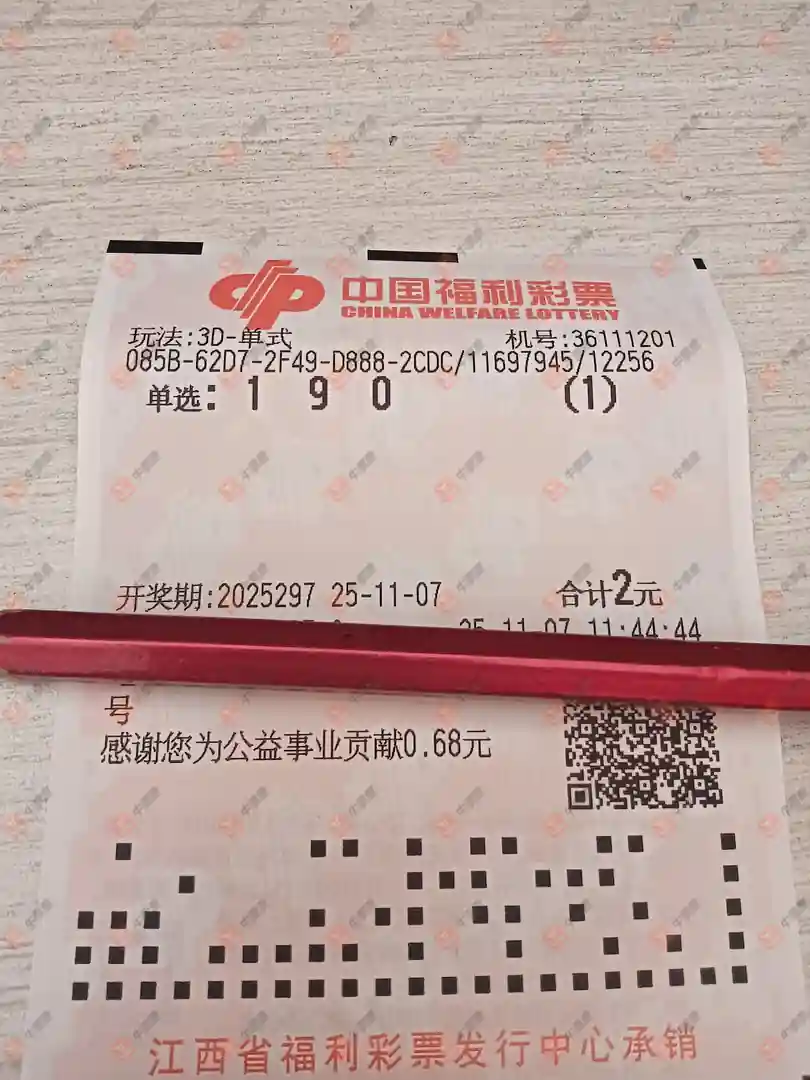 中国福利彩票
CHINA WELFARE LOTTERY
玩法:3D-单式 机号:36111201
085B-62D7-2F49-D888-2CDC/11697945/12256
单选: 1 9 0 (1)
开奖期:2025297 25-11-07 合计2元
25-11-07 11:44:44
号
感谢您为公益事业贡献0.68元
江西省福利彩票发行中心承销